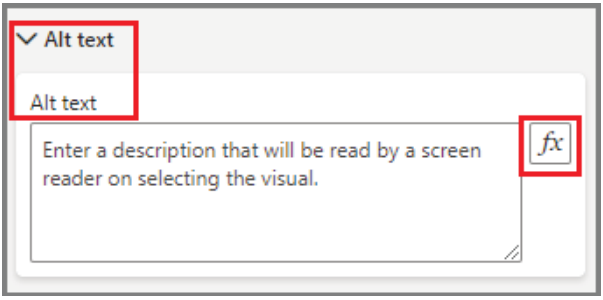 Alt text
Alt text
Enter a description that will be read by a screen
reader on selecting the visual.
fx